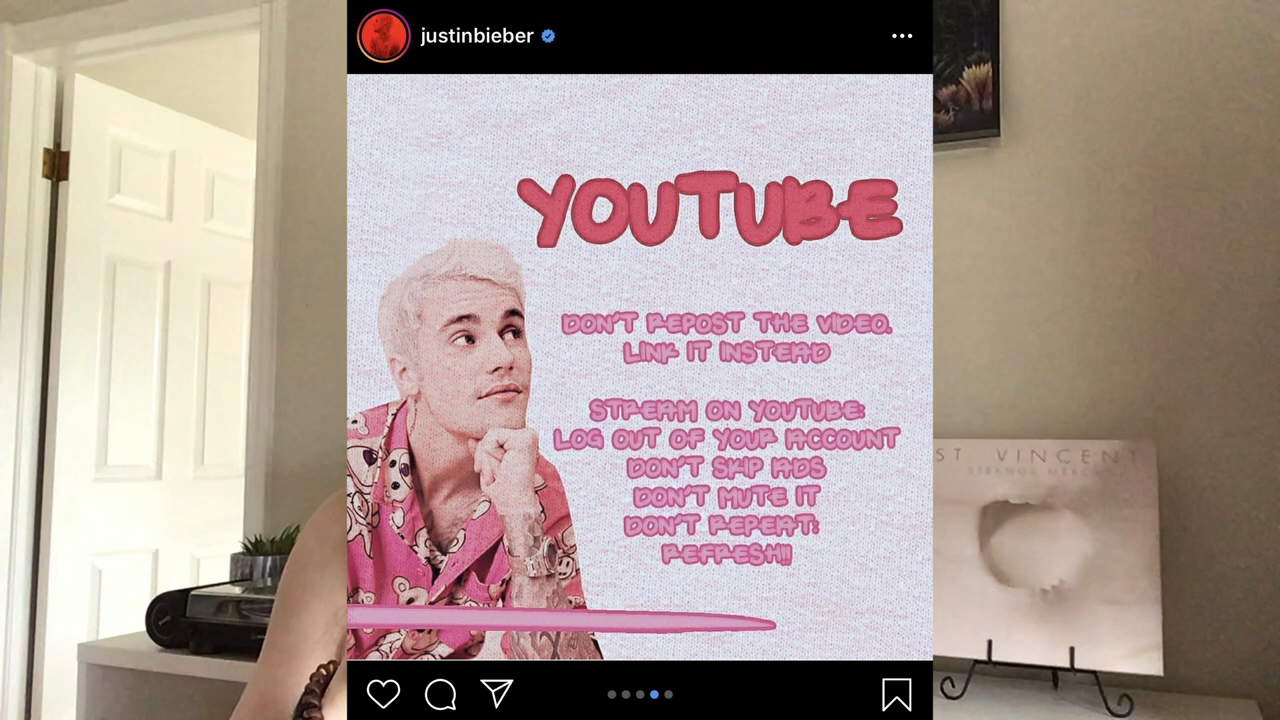 justinbieber
YOUTUBE
DON'T REPOST THE VIDEO.
LINK IT INSTEAD
STREAM ON YOUTUBE:
LOG OUT OF YOUR ACCOUNT
DON'T SKIP ADS
DON'T MUTE IT
DON'T REPEAT:
REFRESH!!
ST VINCENT
STRANGE